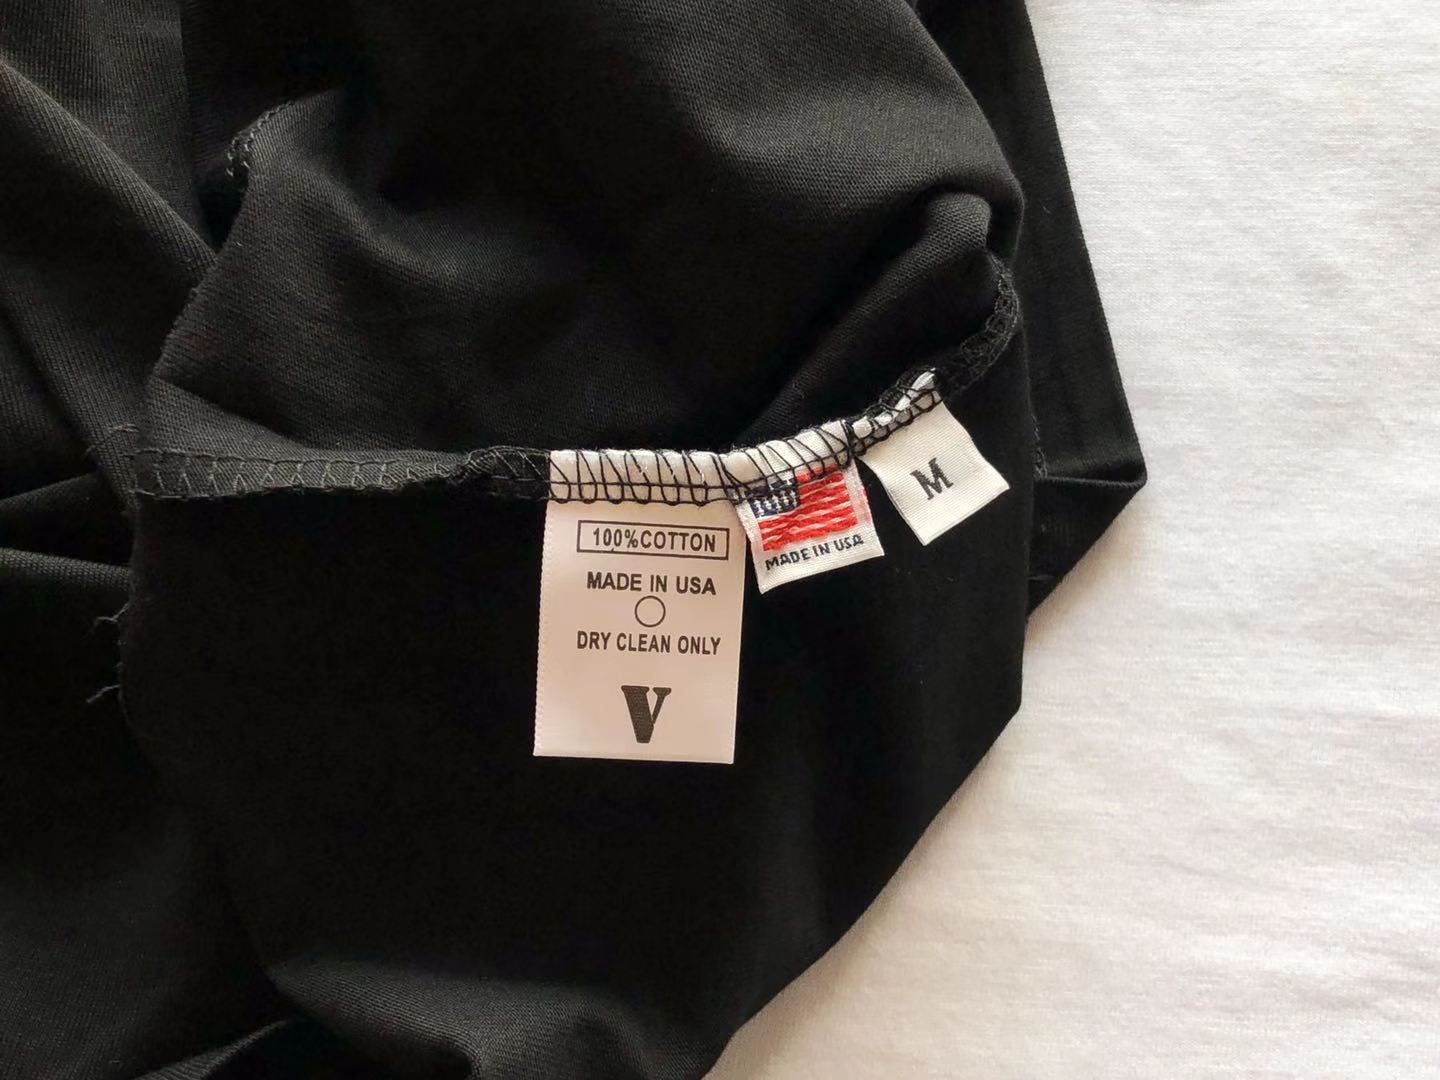 100%COTTON
MADE IN USA
DRY CLEAN ONLY
V
MADE IN USA
M